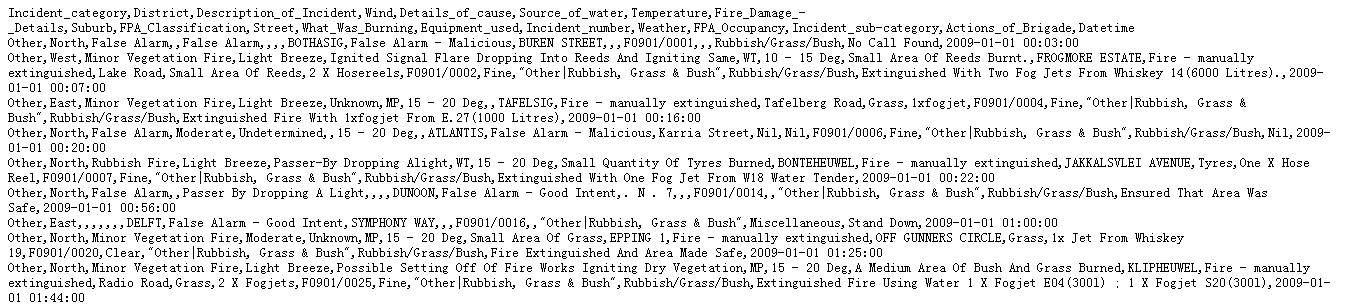 Incident_category,District,Description_of_Incident,Wind,Details_of_cause,Source_of_water,Temperature,Fire_Damage_-
_Details,Suburb,FPA_Classification,Street,What_Was_Burning,Equipment_used,Incident_number,Weather,FPA_Occupancy,Incident_sub-category,Actions_of_Brigade,Datetime
Other,North,False Alarm,,False Alarm,,,,BOTHASIG,False Alarm - Malicious,BUREN STREET,,,F0901/0001,,,Rubbish/Grass/Bush,No Call Found,2009-01-01 00:03:00
Other,West,Minor Vegetation Fire,Light Breeze,Ignited Signal Flare Dropping Into Reeds And Igniting Same,WT,10 - 15 Deg,Small Area Of Reeds Burnt.,FROGMORE ESTATE,Fire - manually
extinguished,Lake Road,Small Area Of Reeds,2 X Hosereels,F0901/0002,Fine,"Other|Rubbish, Grass & Bush",Rubbish/Grass/Bush,Extinguished With Two Fog Jets From Whiskey 14(6000 Litres).,2009-
01-01 00:07:00
Other,East,Minor Vegetation Fire,Light Breeze,Unknown,MP,15 - 20 Deg,,TAFELSIG,Fire - manually extinguished,Tafelberg Road,Grass,1xfogjet,F0901/0004,Fine,"Other|Rubbish, Grass &
Bush",Rubbish/Grass/Bush,Extinguished Fire With 1xfogjet From E.27(1000 Litres),2009-01-01 00:16:00
Other,North,False Alarm,Moderate,Undetermined,,15 - 20 Deg,,ATLANTIS,False Alarm - Malicious,Karria Street,Nil,Nil,F0901/0006,Fine,"Other|Rubbish, Grass & Bush",Rubbish/Grass/Bush,Nil,2009-
01-01 00:20:00
Other,North,Rubbish Fire,Light Breeze,Passer-By Dropping Alight,WT,15 - 20 Deg,Small Quantity Of Tyres Burned,BONTEHEUWEL,Fire - manually extinguished,JAKKALSVLEI AVENUE,Tyres,One X Hose
Reel,F0901/0007,Fine,"Other|Rubbish, Grass & Bush",Rubbish/Grass/Bush,Extinguished With One Fog Jet From W18 Water Tender,2009-01-01 00:22:00
Other,North,False Alarm,,Passer By Dropping A Light,,,,DUNOON,False Alarm - Good Intent,. N . 7,,,F0901/0014,,"Other|Rubbish, Grass & Bush",Rubbish/Grass/Bush,Ensured That Area Was
Safe,2009-01-01 00:56:00
Other,East,,,,,,,DELFT,False Alarm - Good Intent,SYMPHONY WAY,,,F0901/0016,,"Other|Rubbish, Grass & Bush",Miscellaneous,Stand Down,2009-01-01 01:00:00
Other,North,Minor Vegetation Fire,Moderate,Unknown,MP,15 - 20 Deg,Small Area Of Grass,EPPING 1,Fire - manually extinguished,OFF GUNNERS CIRCLE,Grass,1x Jet From Whiskey
19,F0901/0020,Clear,"Other|Rubbish, Grass & Bush",Rubbish/Grass/Bush,Fire Extinguished And Area Made Safe,2009-01-01 01:25:00
Other,North,Minor Vegetation Fire,Light Breeze,Possible Setting Off Of Fire Works Igniting Dry Vegetation,MP,15 - 20 Deg,A Medium Area Of Bush And Grass Burned,KLIPHEUWEL,Fire - manually
extinguished,Radio Road,Grass,2 X Fogjets,F0901/0025,Fine,"Other|Rubbish, Grass & Bush",Rubbish/Grass/Bush,Extinguished Fire Using Water 1 X Fogjet E04(300l) ; 1 X Fogjet S20(300l),2009-01-
01 01:44:00